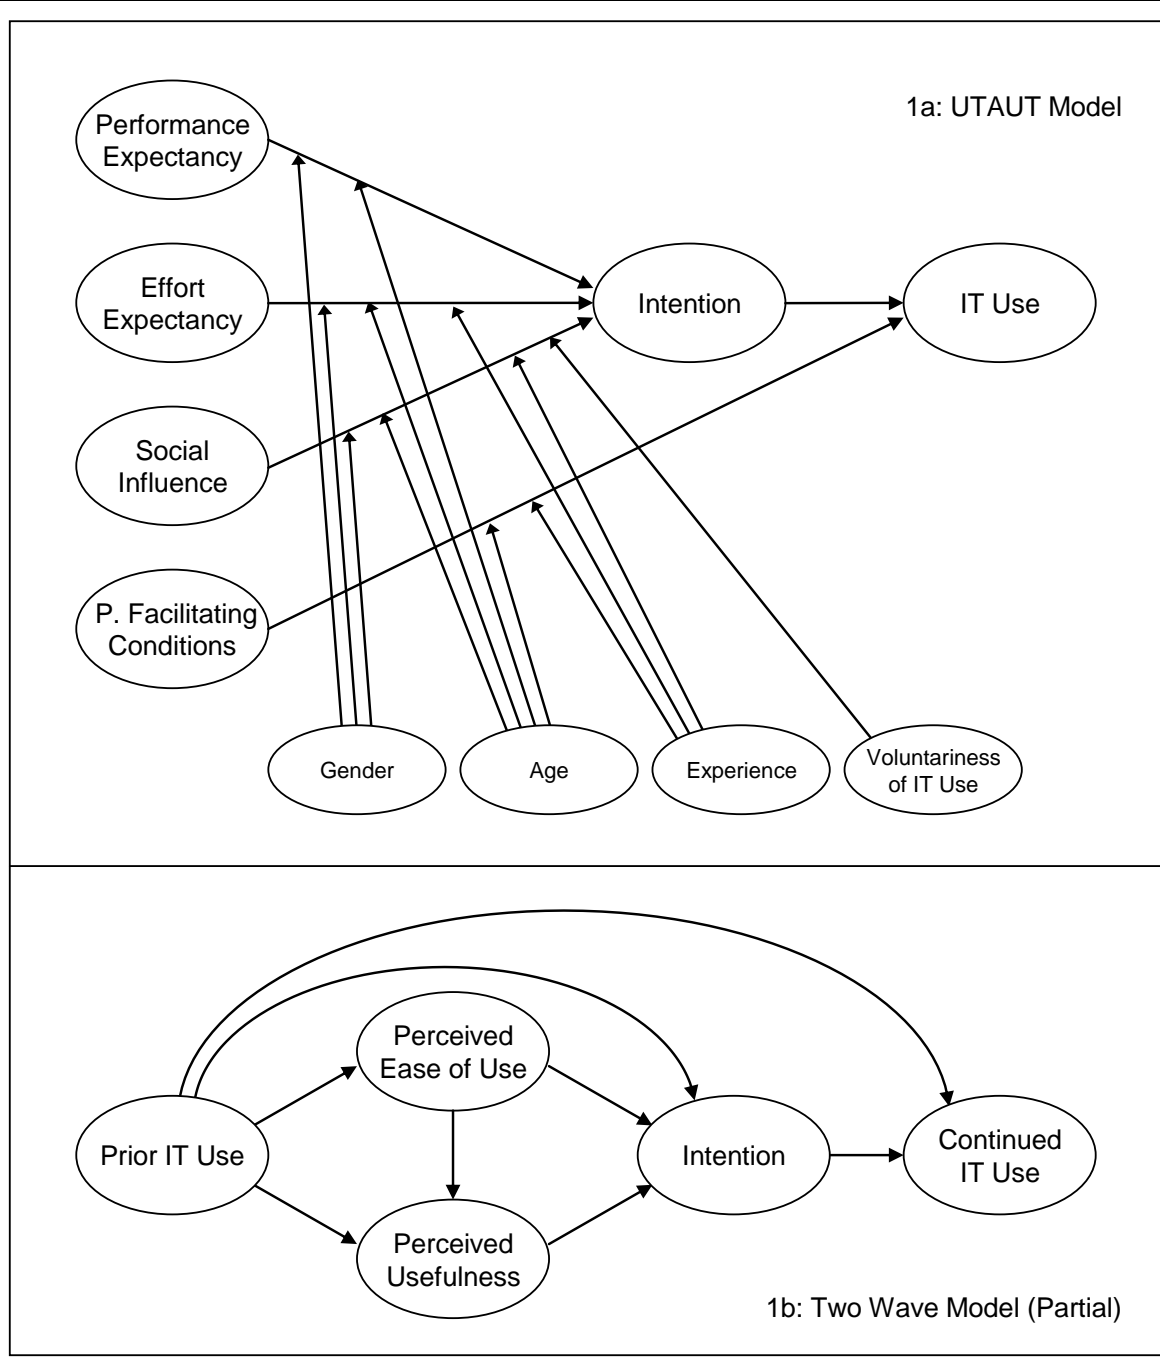 1a: UTAUT Model
Performance
Expectancy
Effort
Expectancy
Intention
IT Use
Social
Influence
P. Facilitating
Conditions
Gender
Age
Experience
Voluntariness
of IT Use
Perceived
Ease of Use
Prior IT Use
Intention
Continued
IT Use
Perceived
Usefulness
1b: Two Wave Model (Partial)